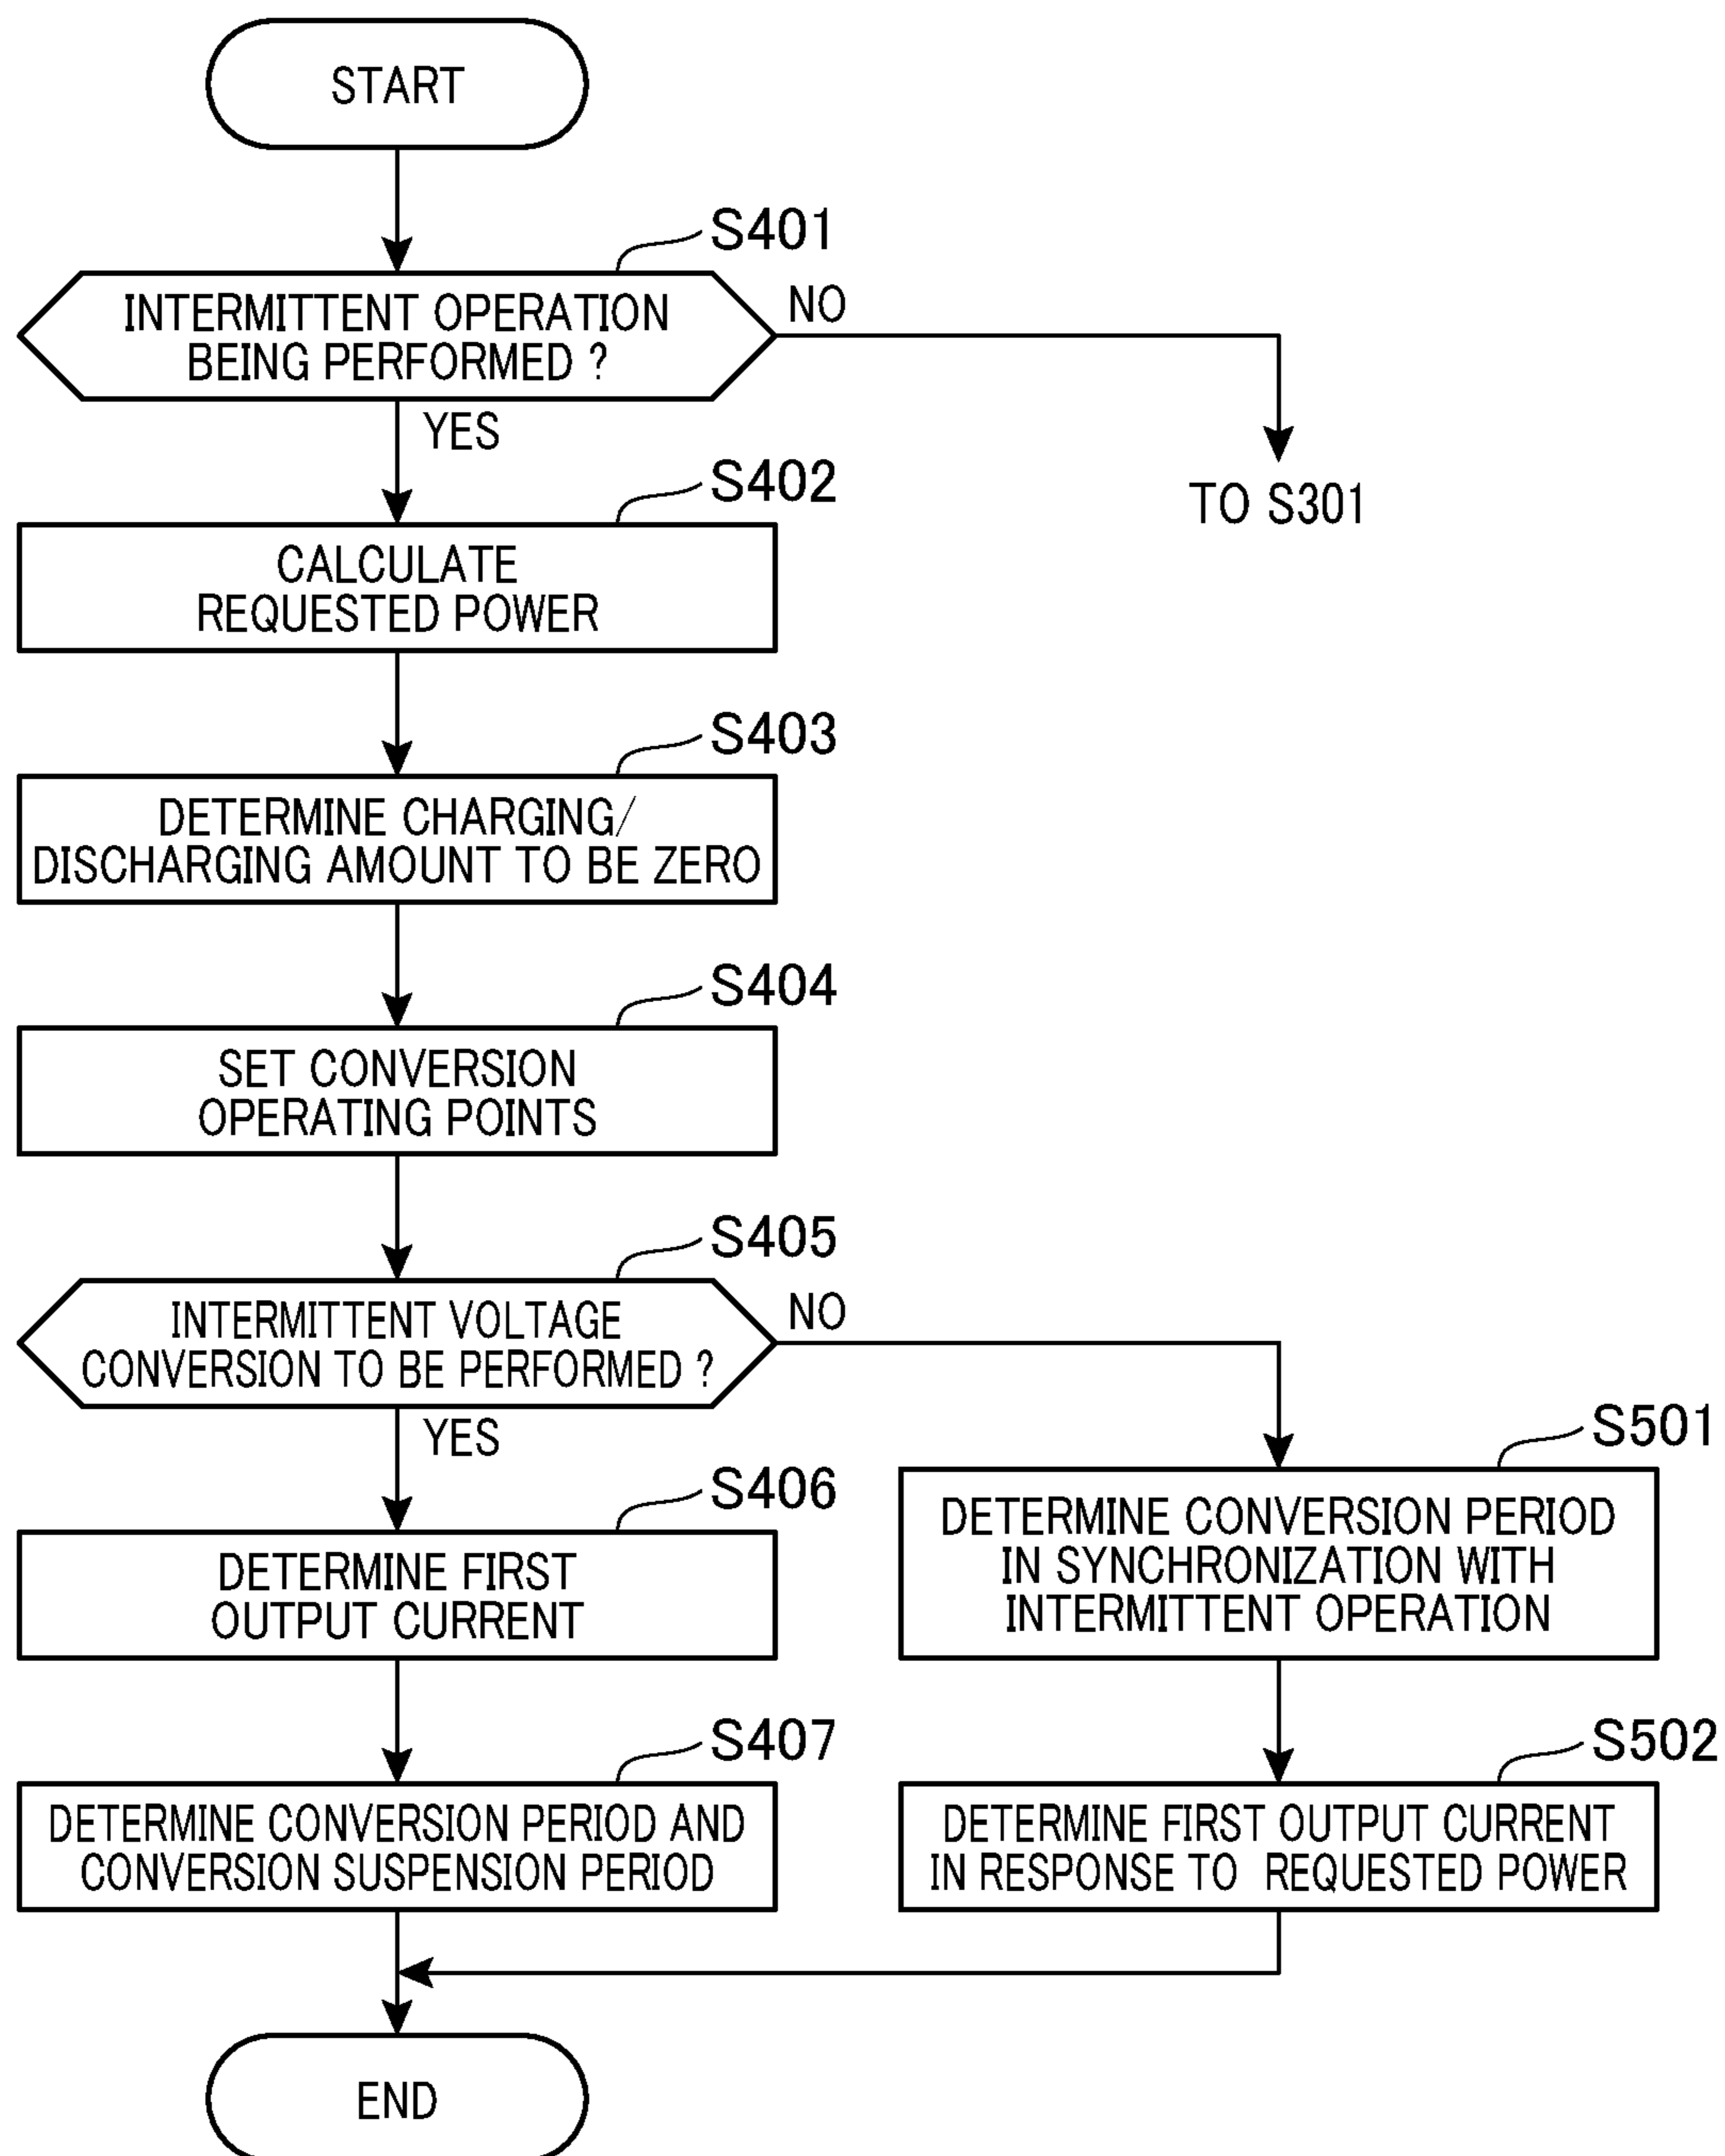 START
S401
INTERMITTENT OPERATION
BEING PERFORMED ?
NO
YES
TO S301
S402
CALCULATE
REQUESTED POWER
S403
DETERMINE CHARGING/
DISCHARGING AMOUNT TO BE ZERO
S404
SET CONVERSION
OPERATING POINTS
S405
INTERMITTENT VOLTAGE
CONVERSION TO BE PERFORMED ?
NO
YES
S406
DETERMINE FIRST
OUTPUT CURRENT
S407
DETERMINE CONVERSION PERIOD AND
CONVERSION SUSPENSION PERIOD
S501
DETERMINE CONVERSION PERIOD
IN SYNCHRONIZATION WITH
INTERMITTENT OPERATION
S502
DETERMINE FIRST OUTPUT CURRENT
IN RESPONSE TO REQUESTED POWER
END